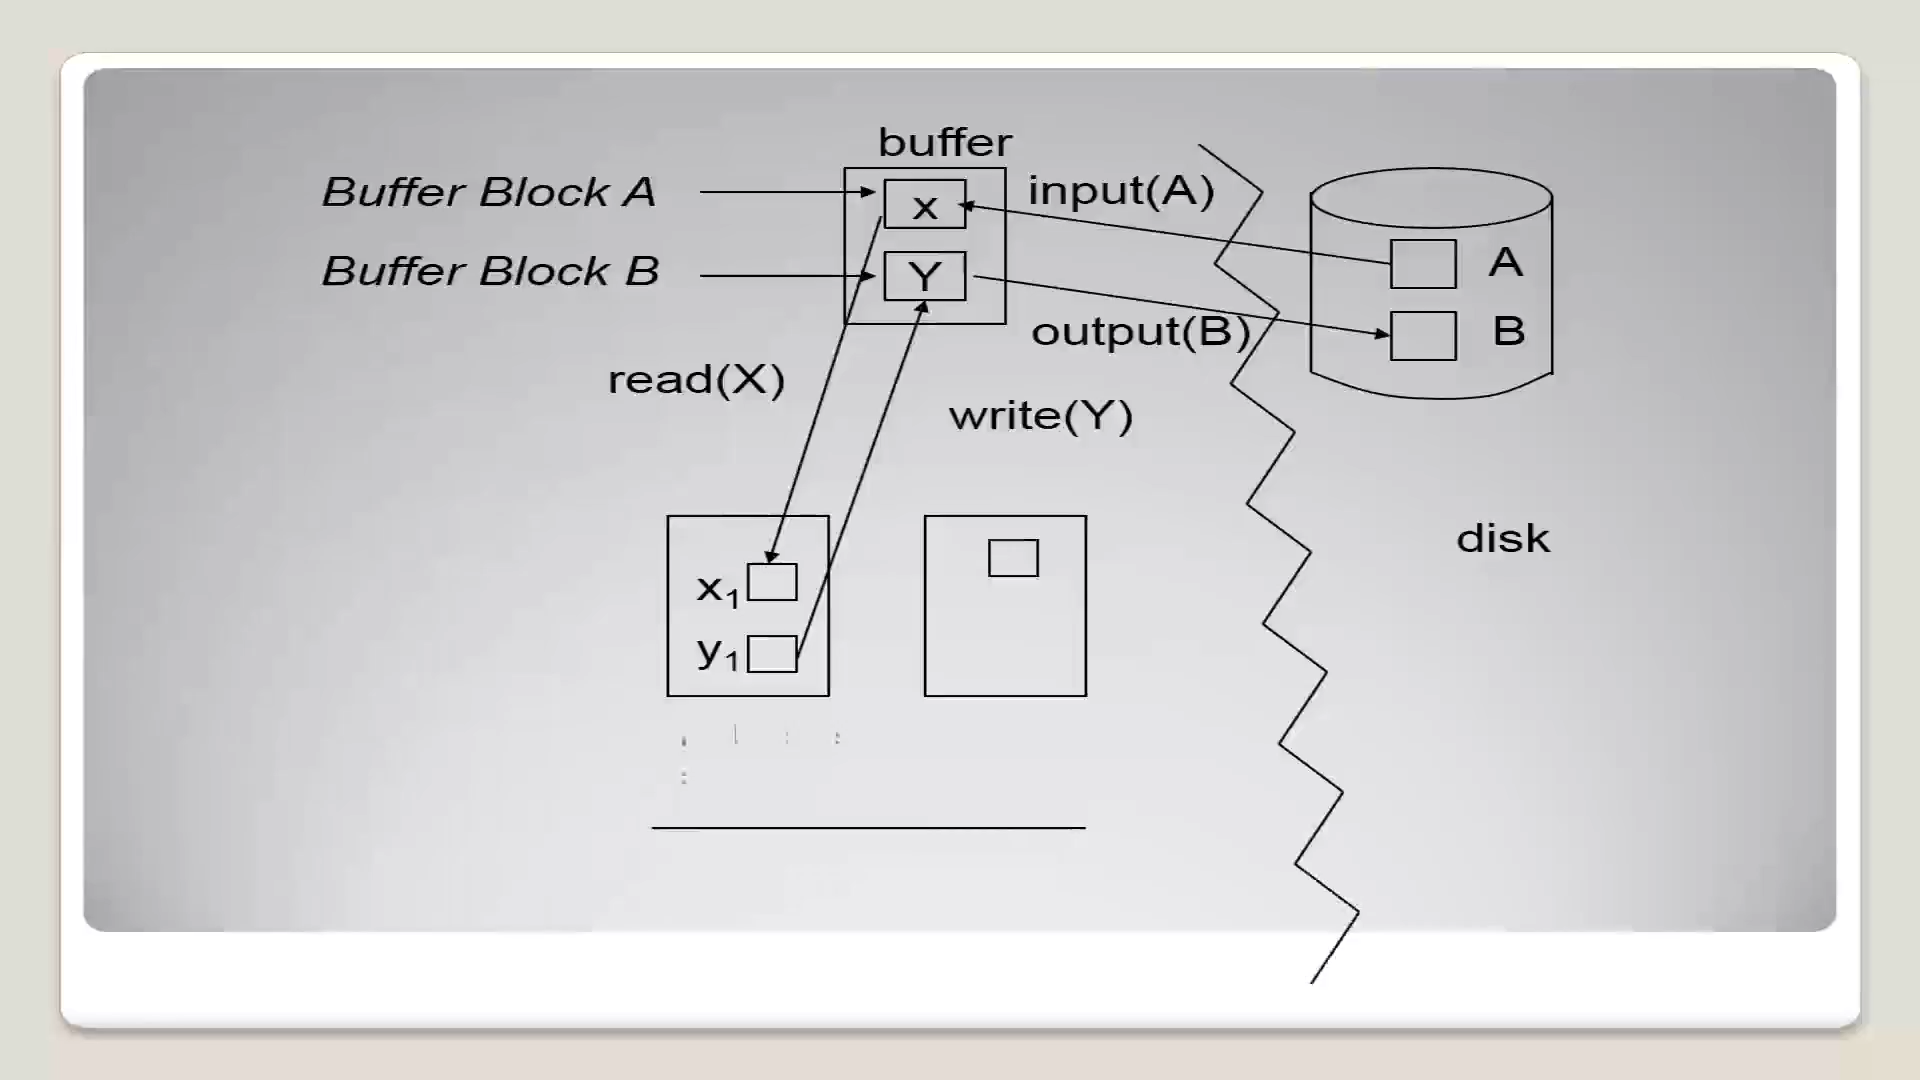 buffer
Buffer Block A
x
input(A)
A
Buffer Block B
Y
output(B)
B
read(X)
write(Y)
disk
x₁
y₁